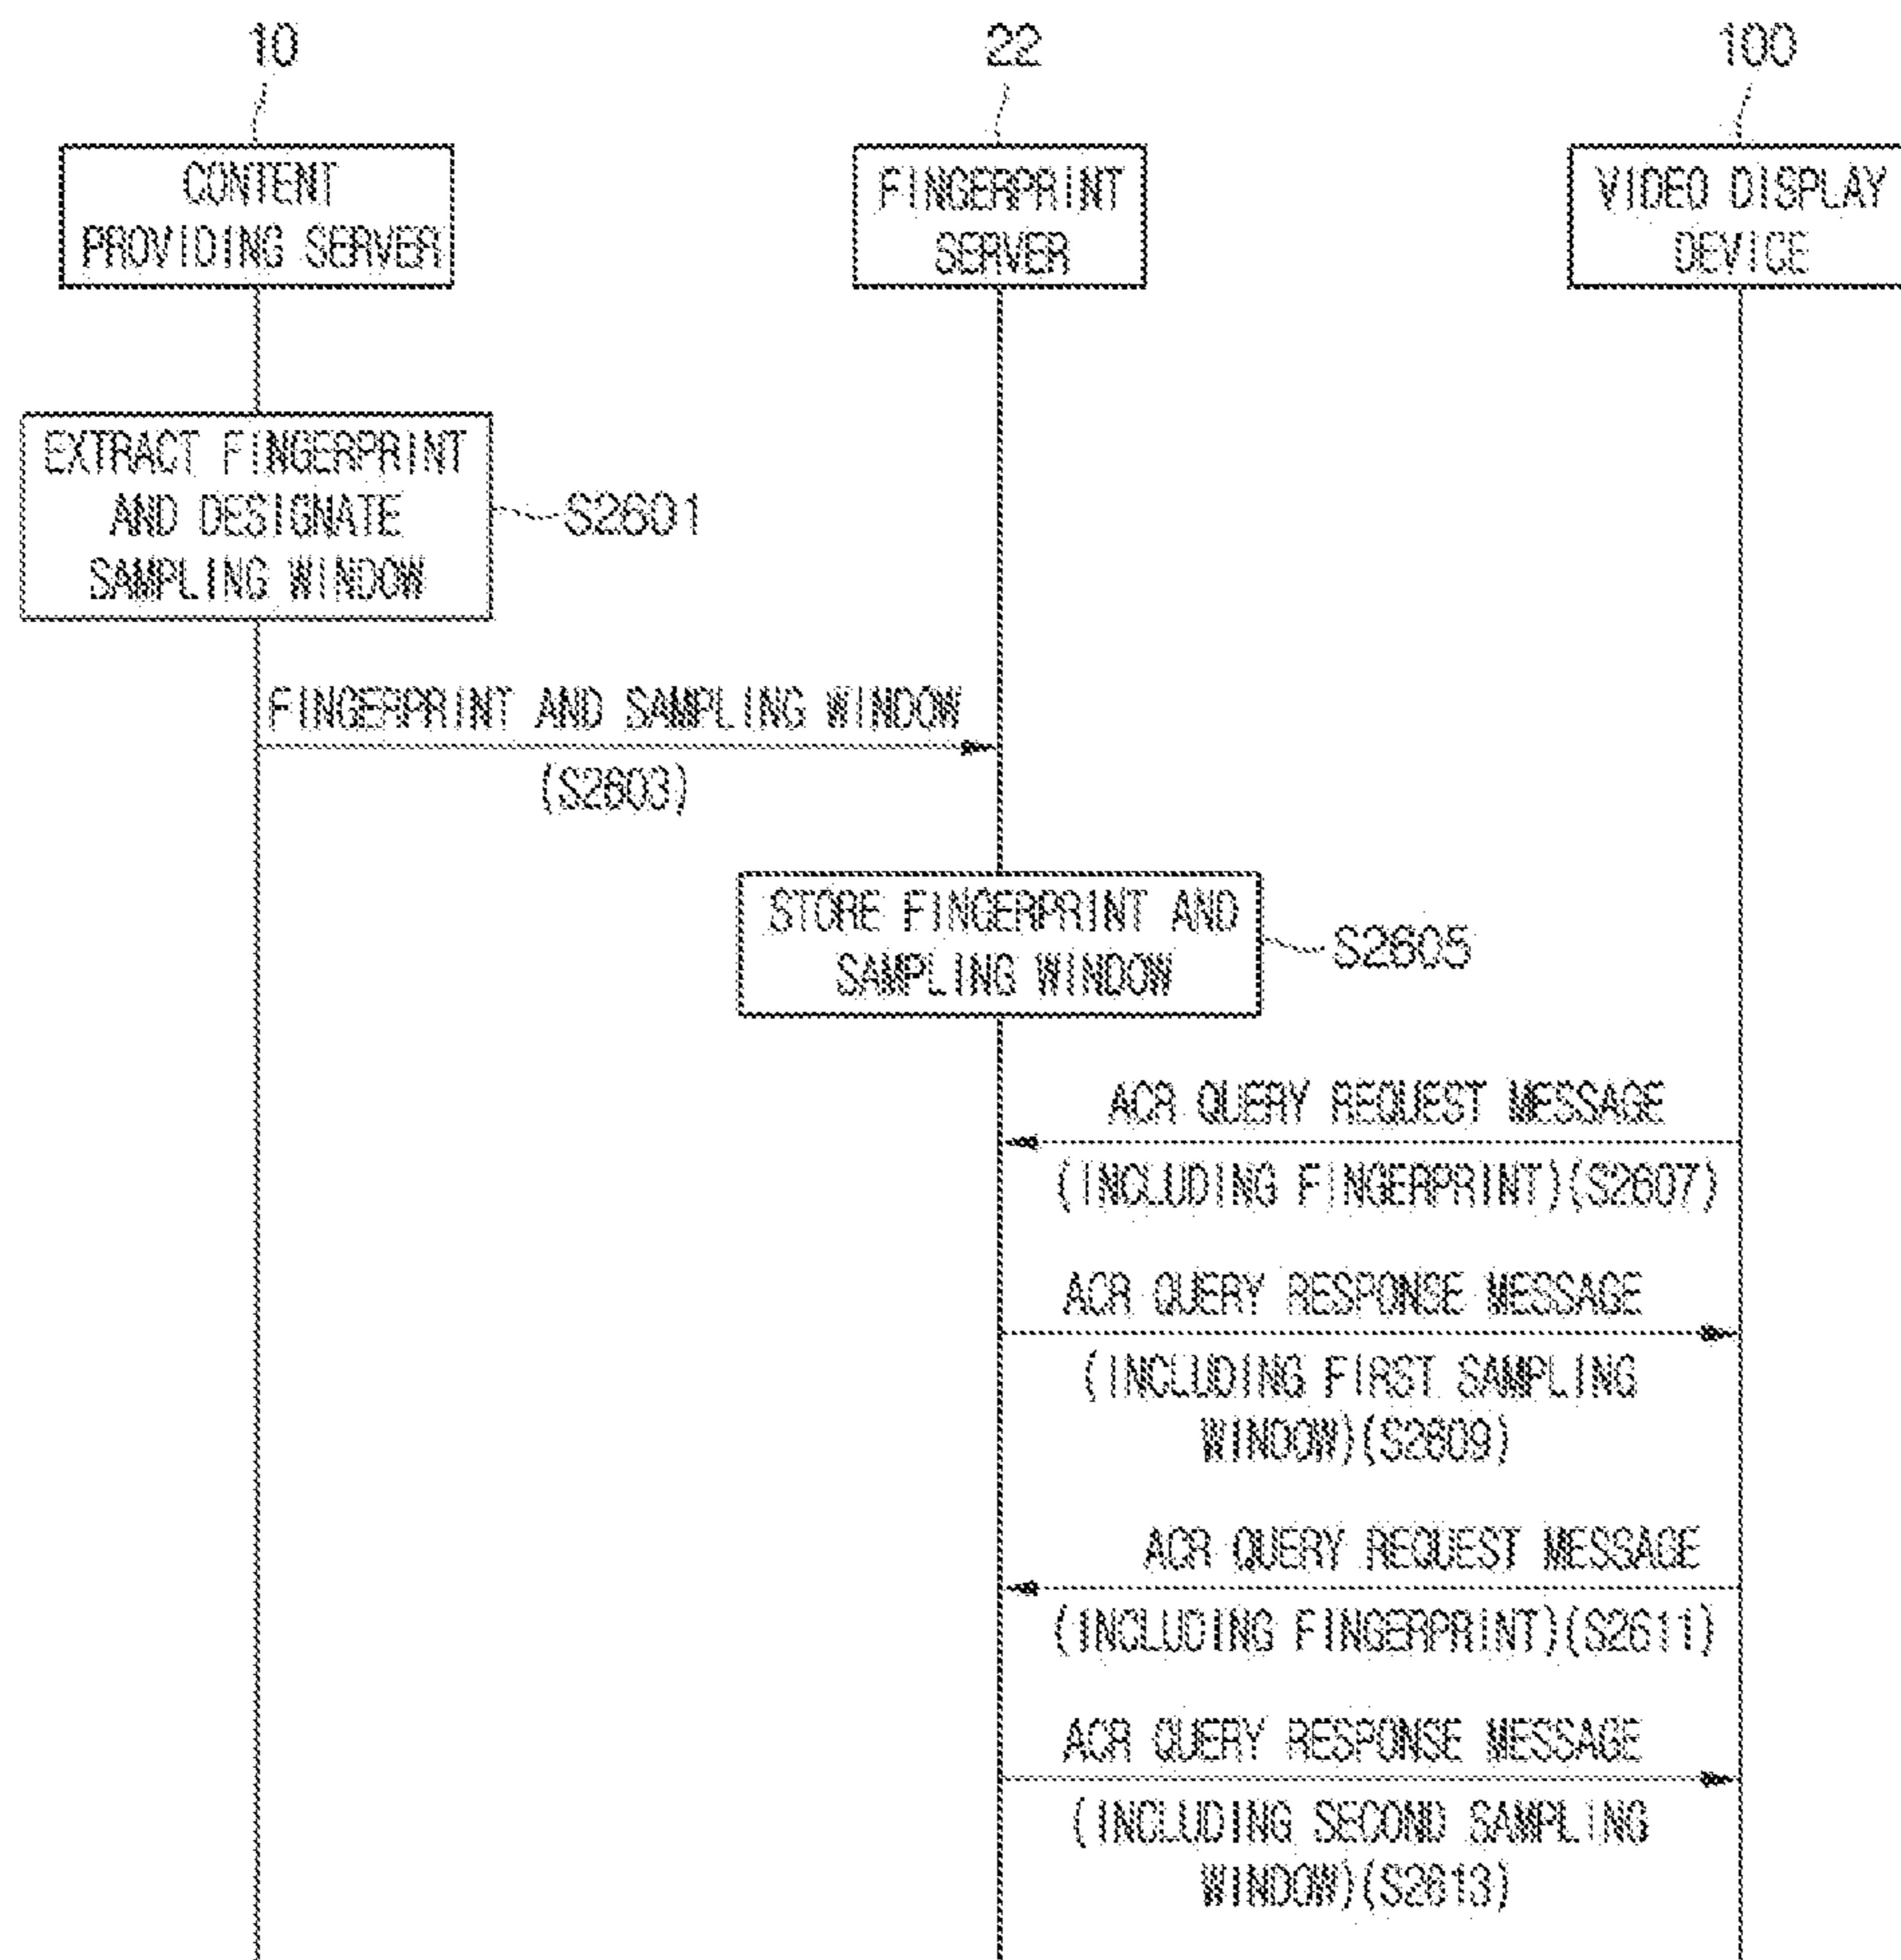 10
22
100
CONTENT
PROVIDING SERVER
FINGERPRINT
SERVER
VIDEO DISPLAY
DEVICE
EXTRACT FINGERPRINT
AND DESIGNATE
SAMPLING WINDOW
S2601
FINGERPRINT AND SAMPLING WINDOW
(S2603)
STORE FINGERPRINT AND
SAMPLING WINDOW
S2605
ACR QUERY REQUEST MESSAGE
(INCLUDING FINGERPRINT)(S2607)
ACR QUERY RESPONSE MESSAGE
(INCLUDING FIRST SAMPLING
WINDOW)(S2609)
ACR QUERY REQUEST MESSAGE
(INCLUDING FINGERPRINT)(S2611)
ACR QUERY RESPONSE MESSAGE
(INCLUDING SECOND SAMPLING
WINDOW)(S2613)